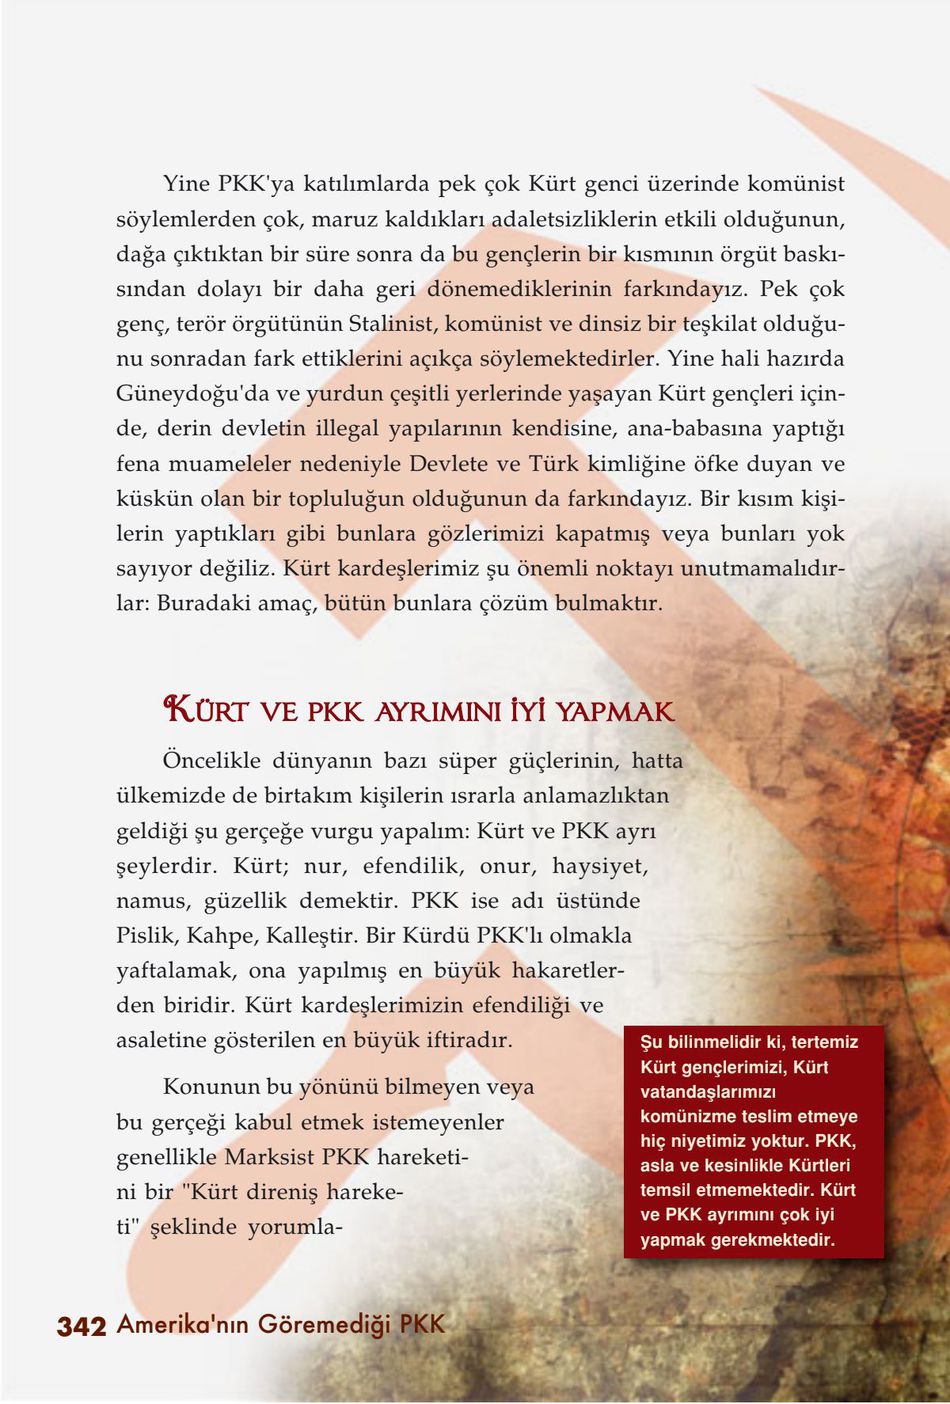 Yine PKK'ya katılımlarda pek çok Kürt genci üzerinde komünist
söylemlerden çok, maruz kaldıkları adaletsizliklerin etkili olduğunun,
dağa çıktıktan bir süre sonra da bu gençlerin bir kısmının örgüt baskı-
sından dolayı bir daha geri dönemediklerinin farkındayız. Pek çok
genç, terör örgütünün Stalinist, komünist ve dinsiz bir teşkilat olduğu-
nu sonradan fark ettiklerini açıkça söylemektedirler. Yine hali hazırda
Güneydoğu'da ve yurdun çeşitli yerlerinde yaşayan Kürt gençleri için-
de, derin devletin illegal yapılarının kendisine, ana-babasına yaptığı
fena muameleler nedeniyle Devlete ve Türk kimliğine öfke duyan ve
küskün olan bir topluluğun olduğunun da farkındayız. Bir kısım kişi-
lerin yaptıkları gibi bunlara gözlerimizi kapatmış veya bunları yok
sayıyor değiliz. Kürt kardeşlerimiz şu önemli noktayı unutmamalıdır-
lar: Buradaki amaç, bütün bunlara çözüm bulmaktır.
KÜRT VE PKK AYRIMINI İYİ YAPMAK
Öncelikle dünyanın bazı süper güçlerinin, hatta
ülkemizde de birtakım kişilerin ısrarla anlamazlıktan
geldiği şu gerçeğe vurgu yapalım: Kürt ve PKK ayrı
şeylerdir. Kürt; nur, efendilik, onur, haysiyet,
namus, güzellik demektir. PKK ise adı üstünde
Pislik, Kahpe, Kalleştir. Bir Kürdü PKK'lı olmakla
yaftalamak, ona yapılmış en büyük hakaretler-
den biridir. Kürt kardeşlerimizin efendiliği ve
asaletine gösterilen en büyük iftiradır.
Konunun bu yönünü bilmeyen veya
bu gerçeği kabul etmek istemeyenler
genellikle Marksist PKK hareketi-
ni bir "Kürt direniş hareke-
ti" şeklinde yorumla-
Şu bilinmelidir ki, tertemiz
Kürt gençlerimizi, Kürt
vatandaşlarımızı
komünizme teslim etmeye
hiç niyetimiz yoktur. PKK,
asla ve kesinlikle Kürtleri
temsil etmemektedir. Kürt
ve PKK ayrımını çok iyi
yapmak gerekmektedir.
342 Amerika'nın Göremediği PKK